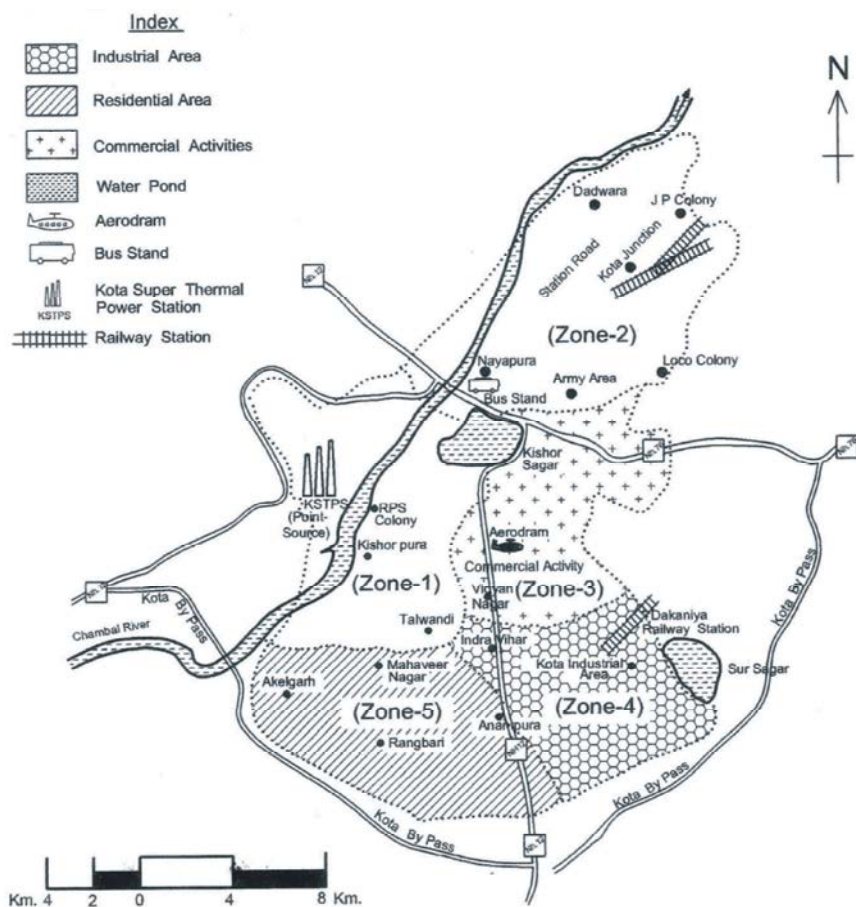 Index
Industrial Area
Residential Area
Commercial Activities
Water Pond
Aerodram
Bus Stand
KSTPS
Kota Super Thermal
Power Station
Railway Station
N
Dadwara
J P Colony
Station Road
Kota Junction
Nh.12
(Zone-2)
Nayapura
Loco Colony
Bus Stand
Army Area
Kishor
Sagar
KSTPS
(Point-
Source)
RPS
Colony
Kishor pura
Aerodram
Commercial Activity
(Zone-1)
(Zone-3)
Vigyan
Nagar
Kota By Pass
Chambal River
Talwandi
Indra Vihar
Dakaniya
Railway Station
Kota By Pass
Mahaveer
Nagar
Kota Industrial
Area
Sur Sagar
Akelgarh
(Zone-5)
(Zone-4)
Rangbari
Kota By Pass
Kota By Pass
Nh.12
Km. 4 2 0 4 8 Km.